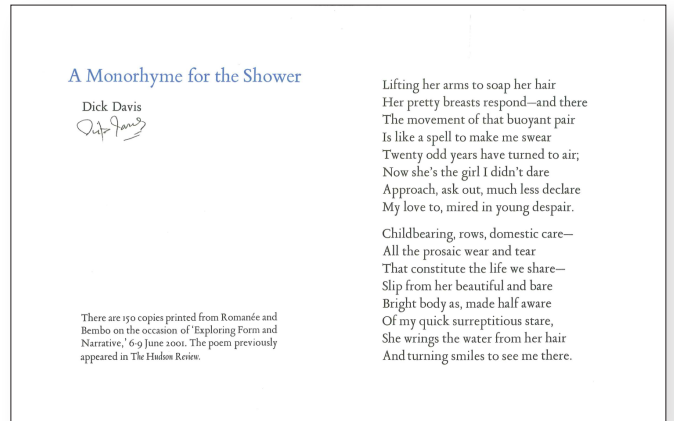 A Monorhyme for the Shower
Dick Davis
Dick Davis
There are 150 copies printed from Romanée and
Bembo on the occasion of ‘Exploring Form and
Narrative,’ 6-9 June 2001. The poem previously
appeared in The Hudson Review.
Lifting her arms to soap her hair
Her pretty breasts respond—and there
The movement of that buoyant pair
Is like a spell to make me swear
Twenty odd years have turned to air;
Now she’s the girl I didn’t dare
Approach, ask out, much less declare
My love to, mired in young despair.
Childbearing, rows, domestic care—
All the prosaic wear and tear
That constitute the life we share—
Slip from her beautiful and bare
Bright body as, made half aware
Of my quick surreptitious stare,
She wrings the water from her hair
And turning smiles to see me there.